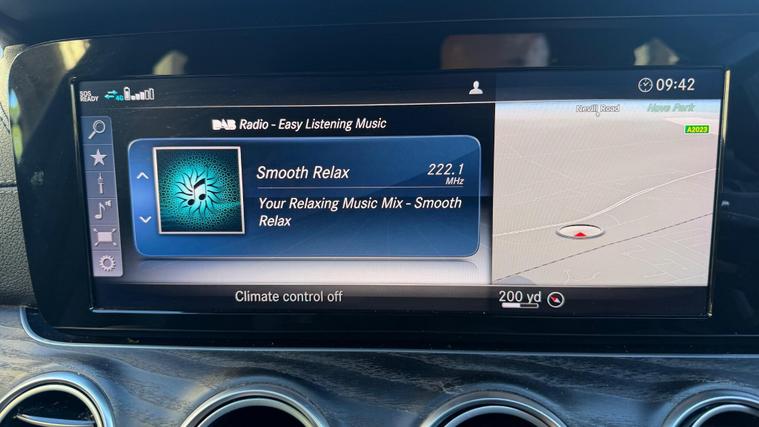 SOS
READY
4G
09:42
DAB Radio - Easy Listening Music
Smooth Relax
222.1
MHz
Your Relaxing Music Mix - Smooth
Relax
Nevill Road
Hove Park
A2023
Climate control off
200 yd